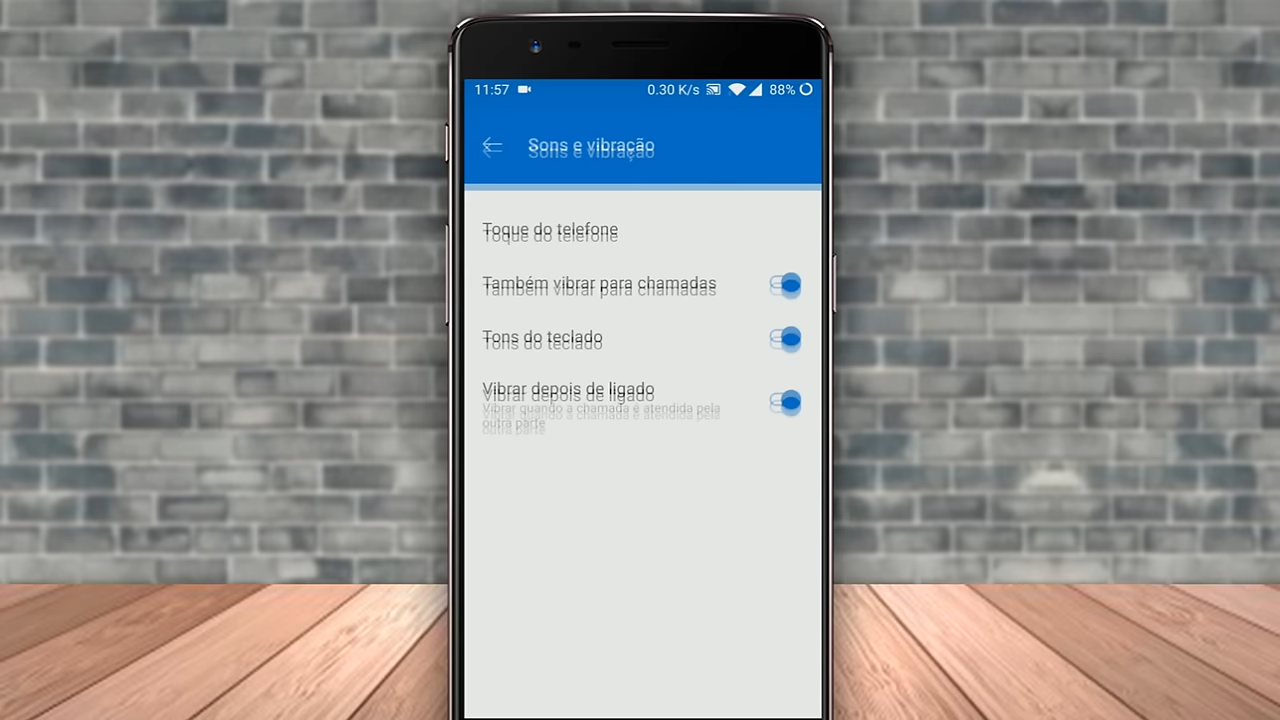 11:57 0.30 K/s 88%
Sons e vibração
Toque do telefone
Também vibrar para chamadas
Tons do teclado
Vibrar depois de ligado
Vibrar quando a chamada é atendida pela
outra parte